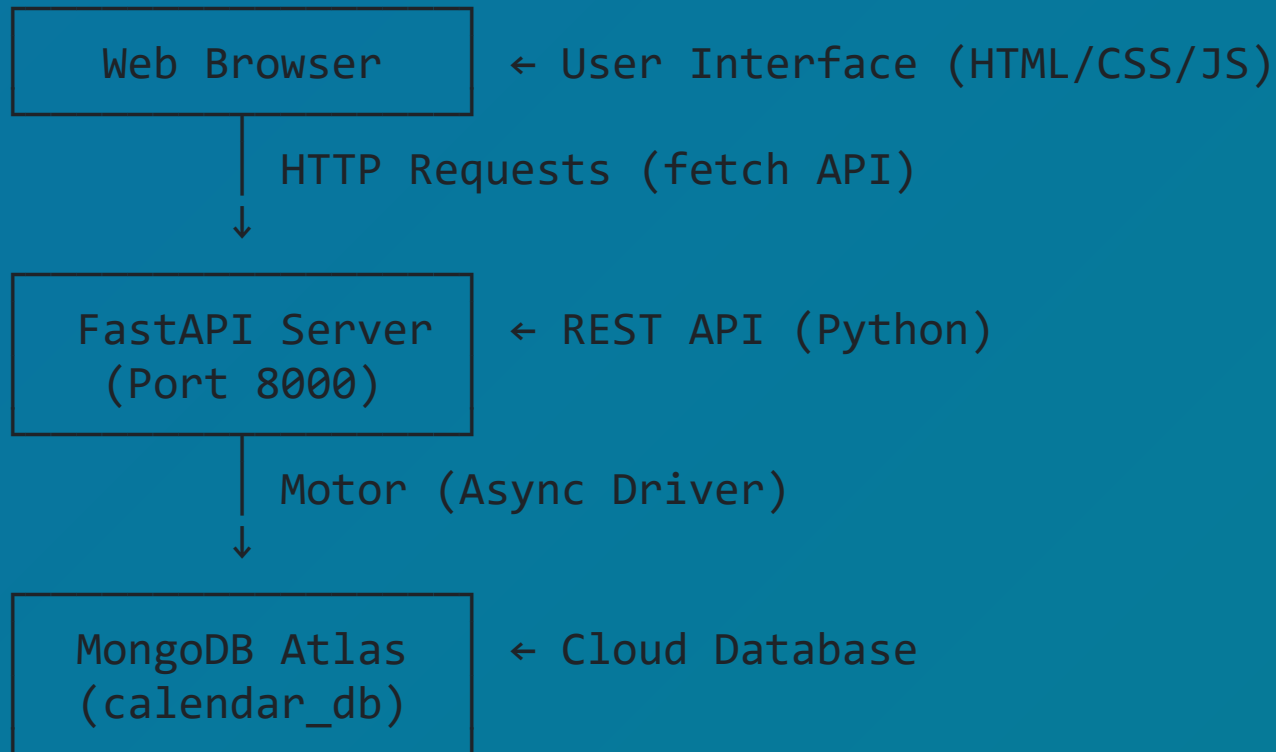 Web Browser ← User Interface (HTML/CSS/JS)
HTTP Requests (fetch API)
↓
FastAPI Server ← REST API (Python)
(Port 8000)
Motor (Async Driver)
↓
MongoDB Atlas ← Cloud Database
(calendar_db)